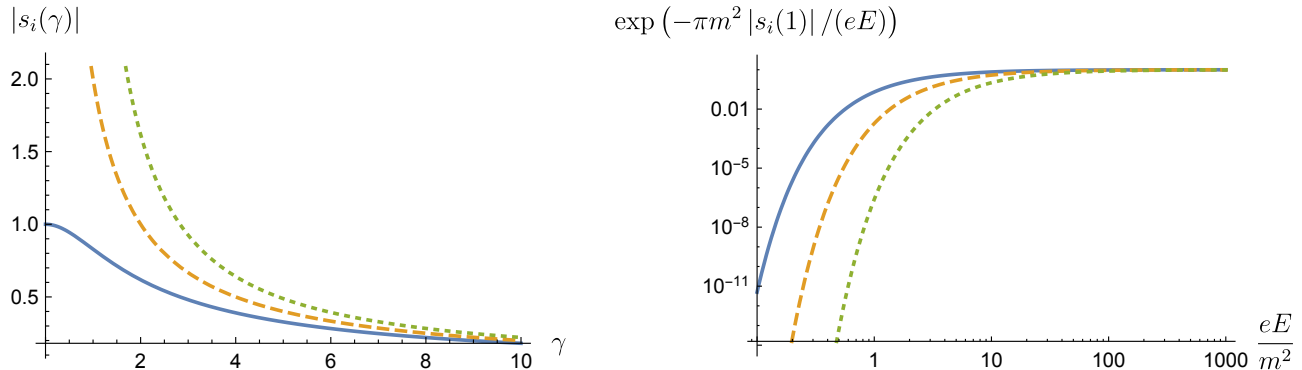 |s_i(γ)|
2.0
1.5
1.0
0.5
2 4 6 8 10 γ
exp (−πm² |s_i(1)| /(eE))
0.01
10⁻⁵
10⁻⁸
10⁻¹¹
1 10 100 1000
eE
m²